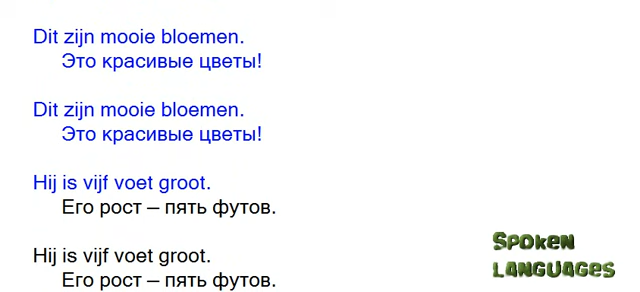 Dit zijn mooie bloemen.
Это красивые цветы!
Dit zijn mooie bloemen.
Это красивые цветы!
Hij is vijf voet groot.
Его рост – пять футов.
Hij is vijf voet groot.
Его рост – пять футов.
Spoken
Languages